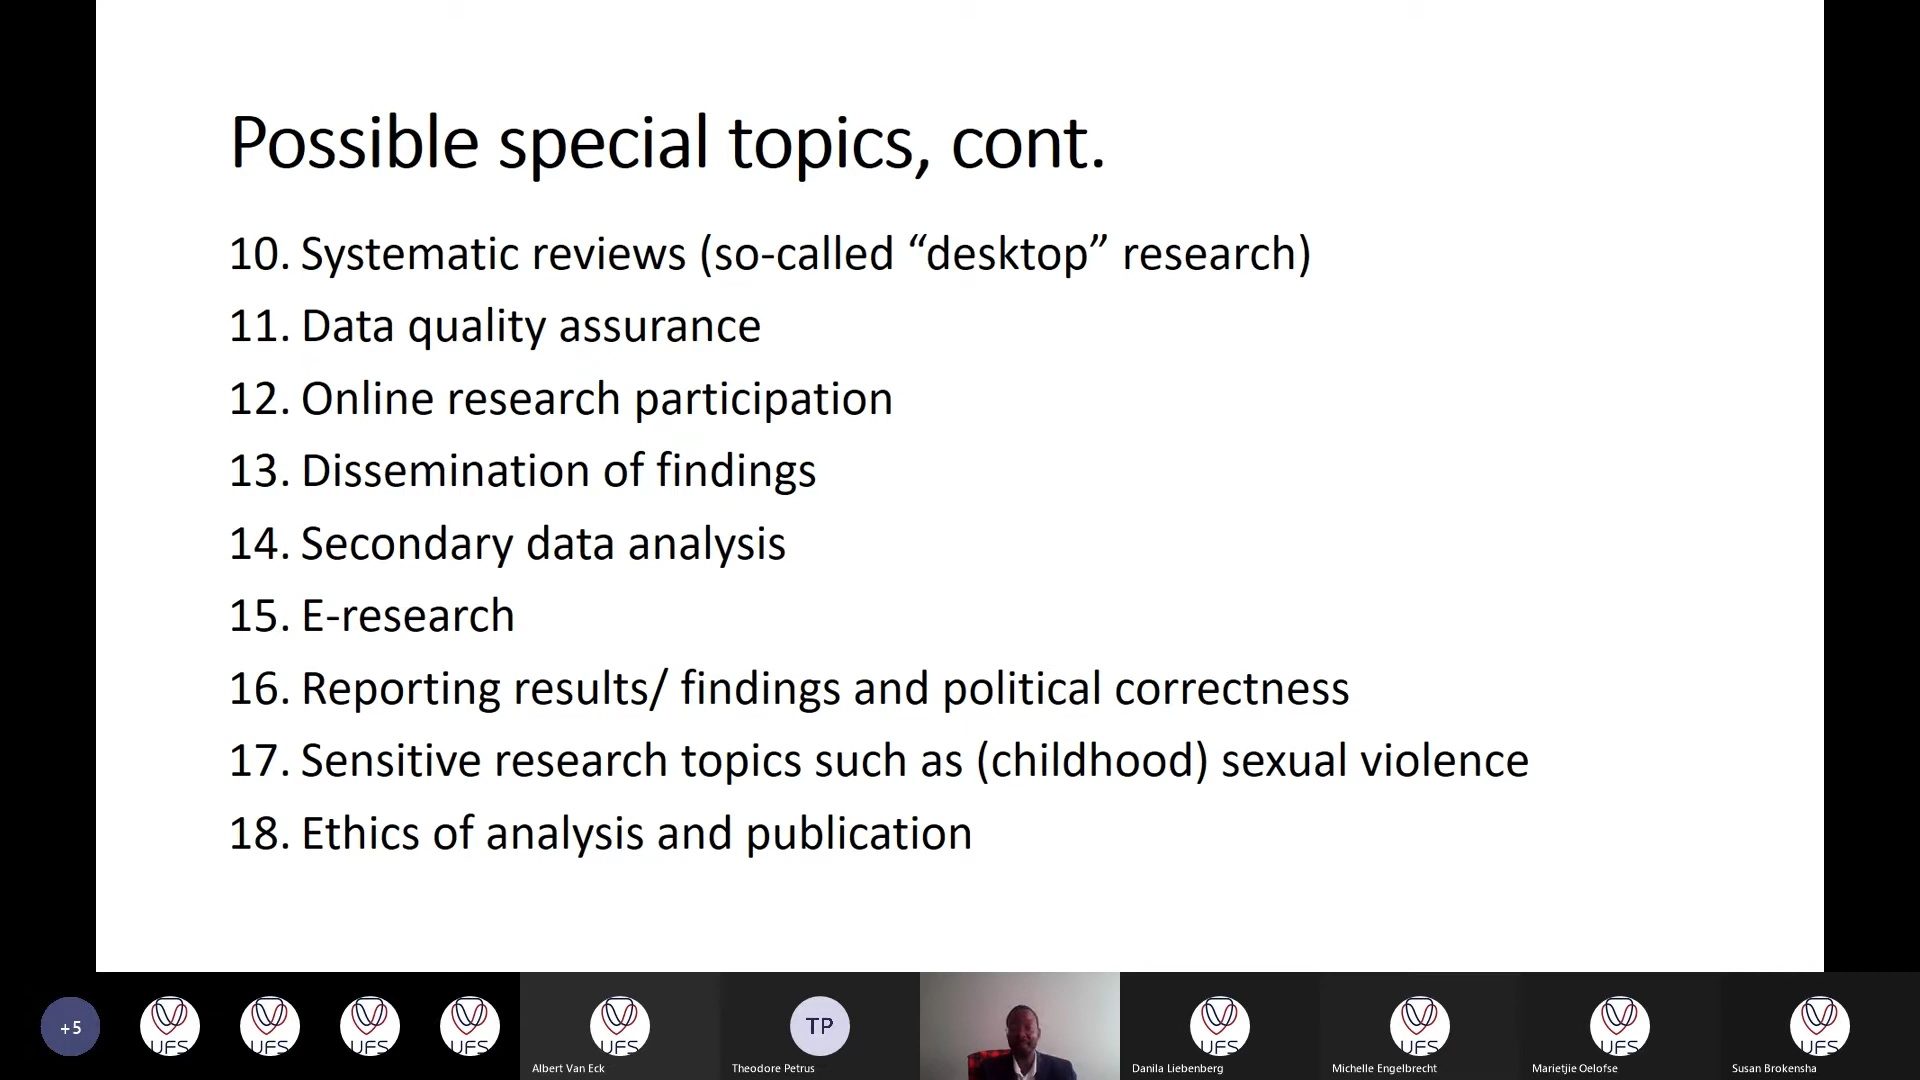 Possible special topics, cont.
10. Systematic reviews (so-called “desktop” research)
11. Data quality assurance
12. Online research participation
13. Dissemination of findings
14. Secondary data analysis
15. E-research
16. Reporting results/ findings and political correctness
17. Sensitive research topics such as (childhood) sexual violence
18. Ethics of analysis and publication
+5
UFS
UFS
UFS
UFS
UFS
TP
UFS
UFS
UFS
UFS
Albert Van Eck
Theodore Petrus
Danila Liebenberg
Michelle Engelbrecht
Marietjie Oelofse
Susan Brokensha